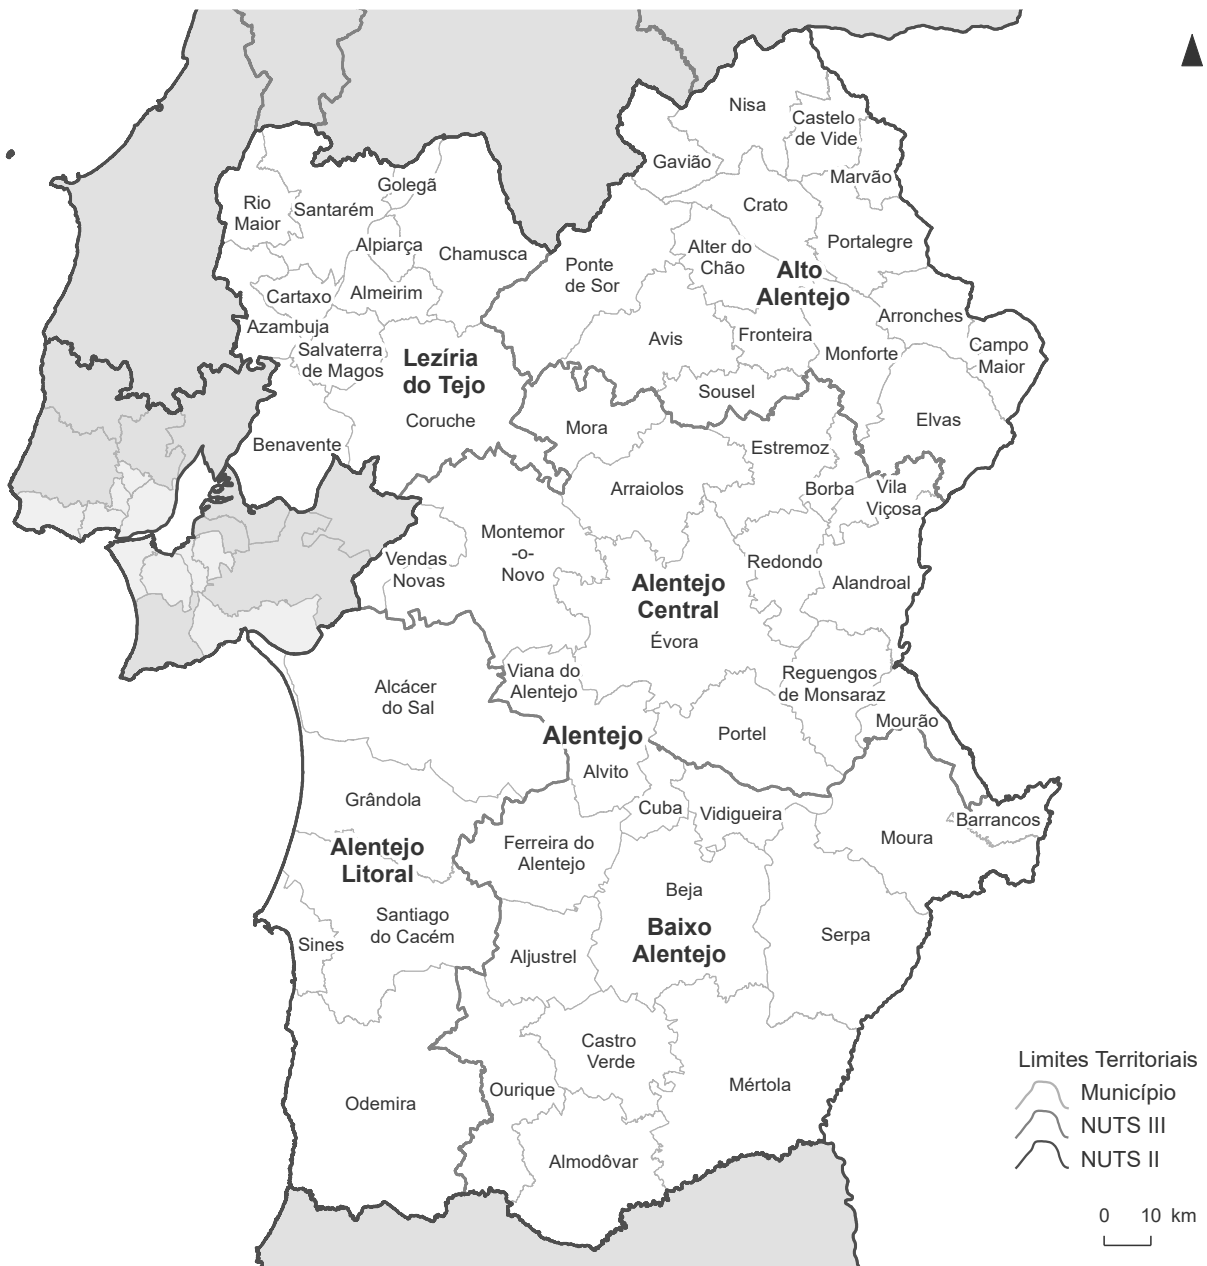 Nisa
Castelo
de Vide
Gavião
Marvão
Golegã
Rio
Maior
Santarém
Crato
Alpiarça
Chamusca
Portalegre
Alter do
Chão
Ponte
de Sor
Alto
Alentejo
Cartaxo
Almeirim
Arronches
Azambuja
Avis
Fronteira
Salvaterra
de Magos
Lezíria
do Tejo
Monforte
Campo
Maior
Sousel
Coruche
Elvas
Mora
Benavente
Estremoz
Arraiolos
Borba
Vila
Viçosa
Montemor
-o-
Novo
Vendas
Novas
Redondo
Alandroal
Alentejo
Central
Évora
Viana do
Alentejo
Reguengos
de Monsaraz
Alcácer
do Sal
Mourão
Alentejo
Portel
Alvito
Grândola
Cuba
Vidigueira
Barrancos
Moura
Ferreira do
Alentejo
Alentejo
Litoral
Beja
Santiago
do Cacém
Baixo
Alentejo
Serpa
Sines
Aljustrel
Castro
Verde
Ourique
Mértola
Odemira
Almodôvar
Limites Territoriais
Município
NUTS III
NUTS II
0 10 km